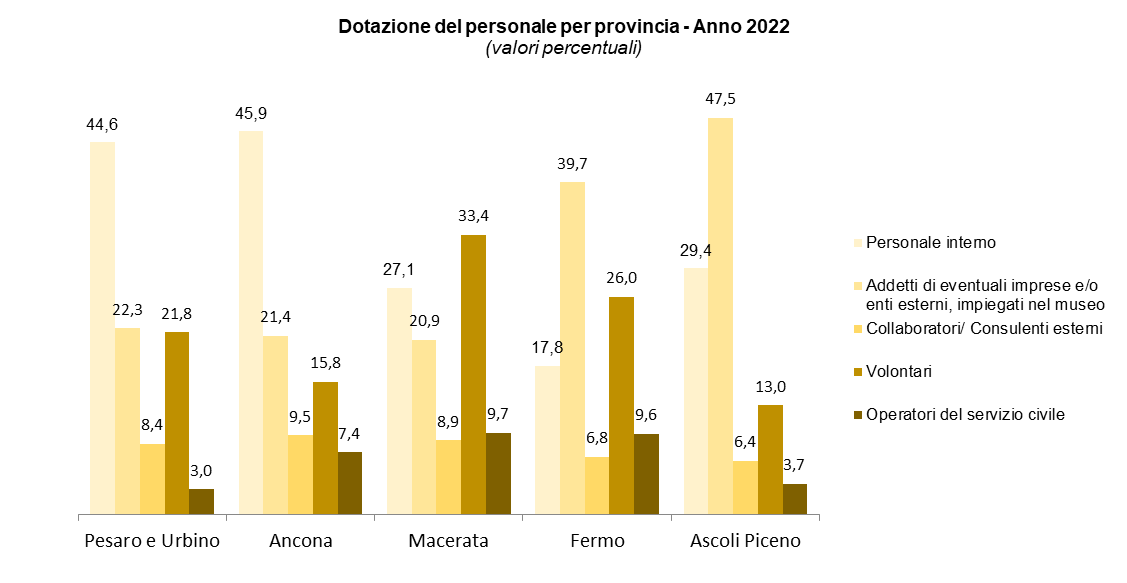 Dotazione del personale per provincia - Anno 2022
(valori percentuali)
44,6
22,3
8,4
21,8
3,0
45,9
21,4
9,5
15,8
7,4
27,1
20,9
8,9
33,4
9,7
17,8
39,7
6,8
26,0
9,6
29,4
47,5
6,4
13,0
3,7
Pesaro e Urbino
Ancona
Macerata
Fermo
Ascoli Piceno
Personale interno
Addetti di eventuali imprese e/o
enti esterni, impiegati nel museo
Collaboratori/ Consulenti esterni
Volontari
Operatori del servizio civile